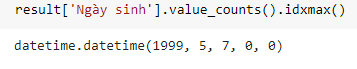 result['Ngày sinh'].value_counts().idxmax()
datetime.datetime(1999, 5, 7, 0, 0)